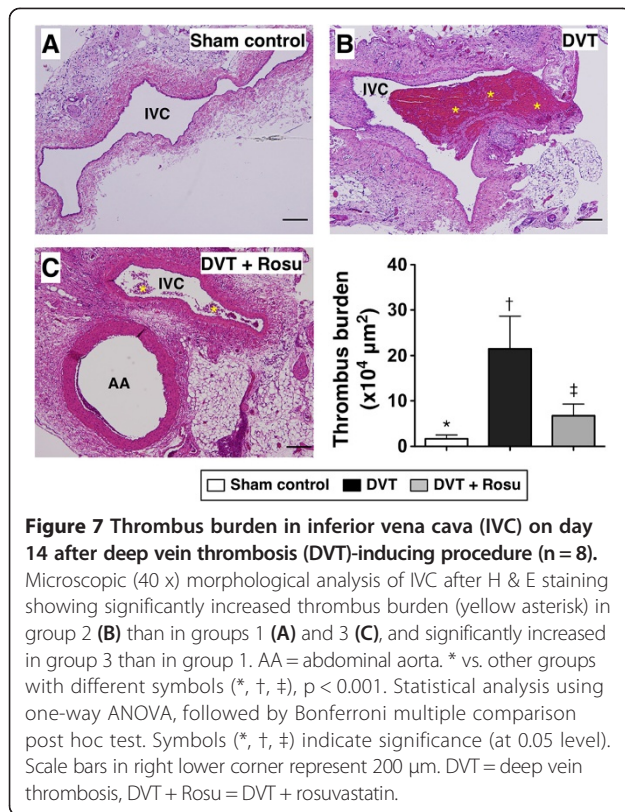 A
Sham control
IVC
B
DVT
IVC
*
*
*
C
DVT + Rosu
IVC
*
*
AA
Thrombus burden
(x10⁴ µm²)
40
30
20
10
0
*
†
‡
Sham control DVT DVT + Rosu
Figure 7 Thrombus burden in inferior vena cava (IVC) on day
14 after deep vein thrombosis (DVT)-inducing procedure (n = 8).
Microscopic (40 x) morphological analysis of IVC after H & E staining
showing significantly increased thrombus burden (yellow asterisk) in
group 2 (B) than in groups 1 (A) and 3 (C), and significantly increased
in group 3 than in group 1. AA = abdominal aorta. * vs. other groups
with different symbols (*, †, ‡), p < 0.001. Statistical analysis using
one-way ANOVA, followed by Bonferroni multiple comparison
post hoc test. Symbols (*, †, ‡) indicate significance (at 0.05 level).
Scale bars in right lower corner represent 200 µm. DVT = deep vein
thrombosis, DVT + Rosu = DVT + rosuvastatin.